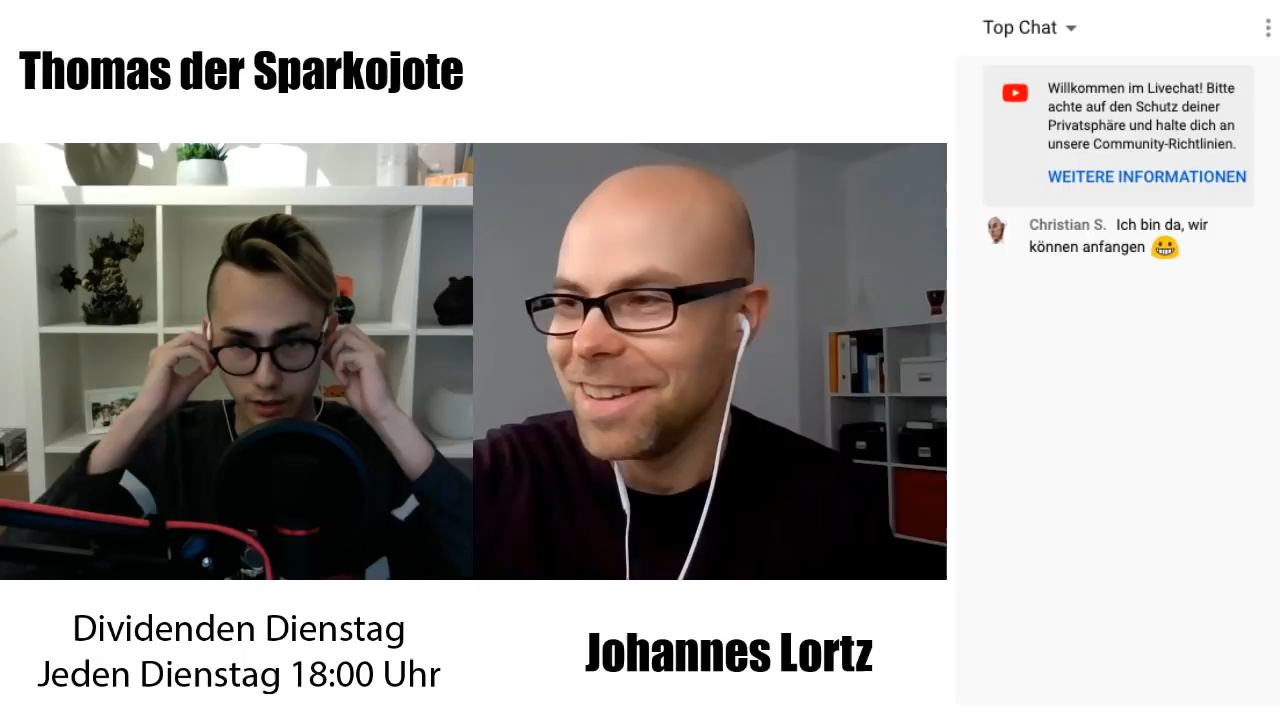 Thomas der Sparkojote
Dividenden Dienstag
Jeden Dienstag 18:00 Uhr
Johannes Lortz
Top Chat
Willkommen im Livechat! Bitte
achte auf den Schutz deiner
Privatsphäre und halte dich an
unsere Community-Richtlinien.
WEITERE INFORMATIONEN
Christian S. Ich bin da, wir
können anfangen 😀